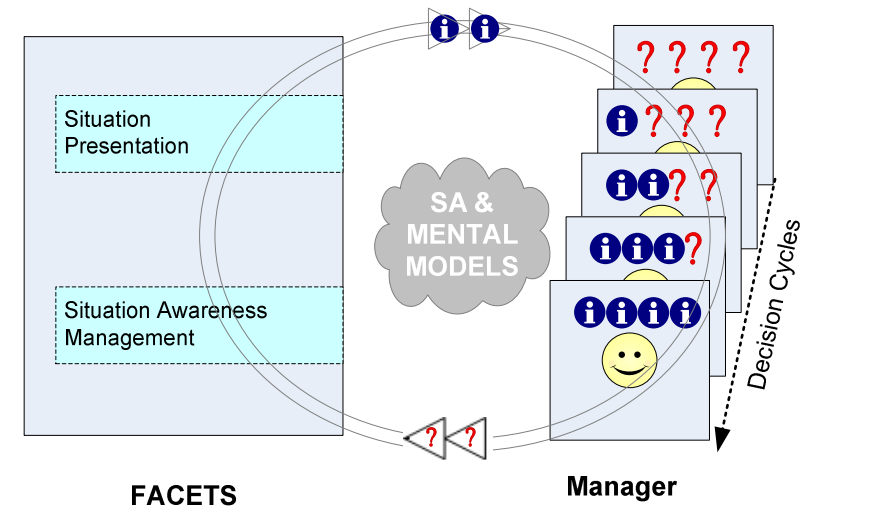 i i
? ? ? ?
Situation
Presentation
i ? ? ?
i i ? ?
SA &
MENTAL
MODELS
i i i ?
Situation Awareness
Management
i i i i
Decision Cycles
? ?
FACETS
Manager